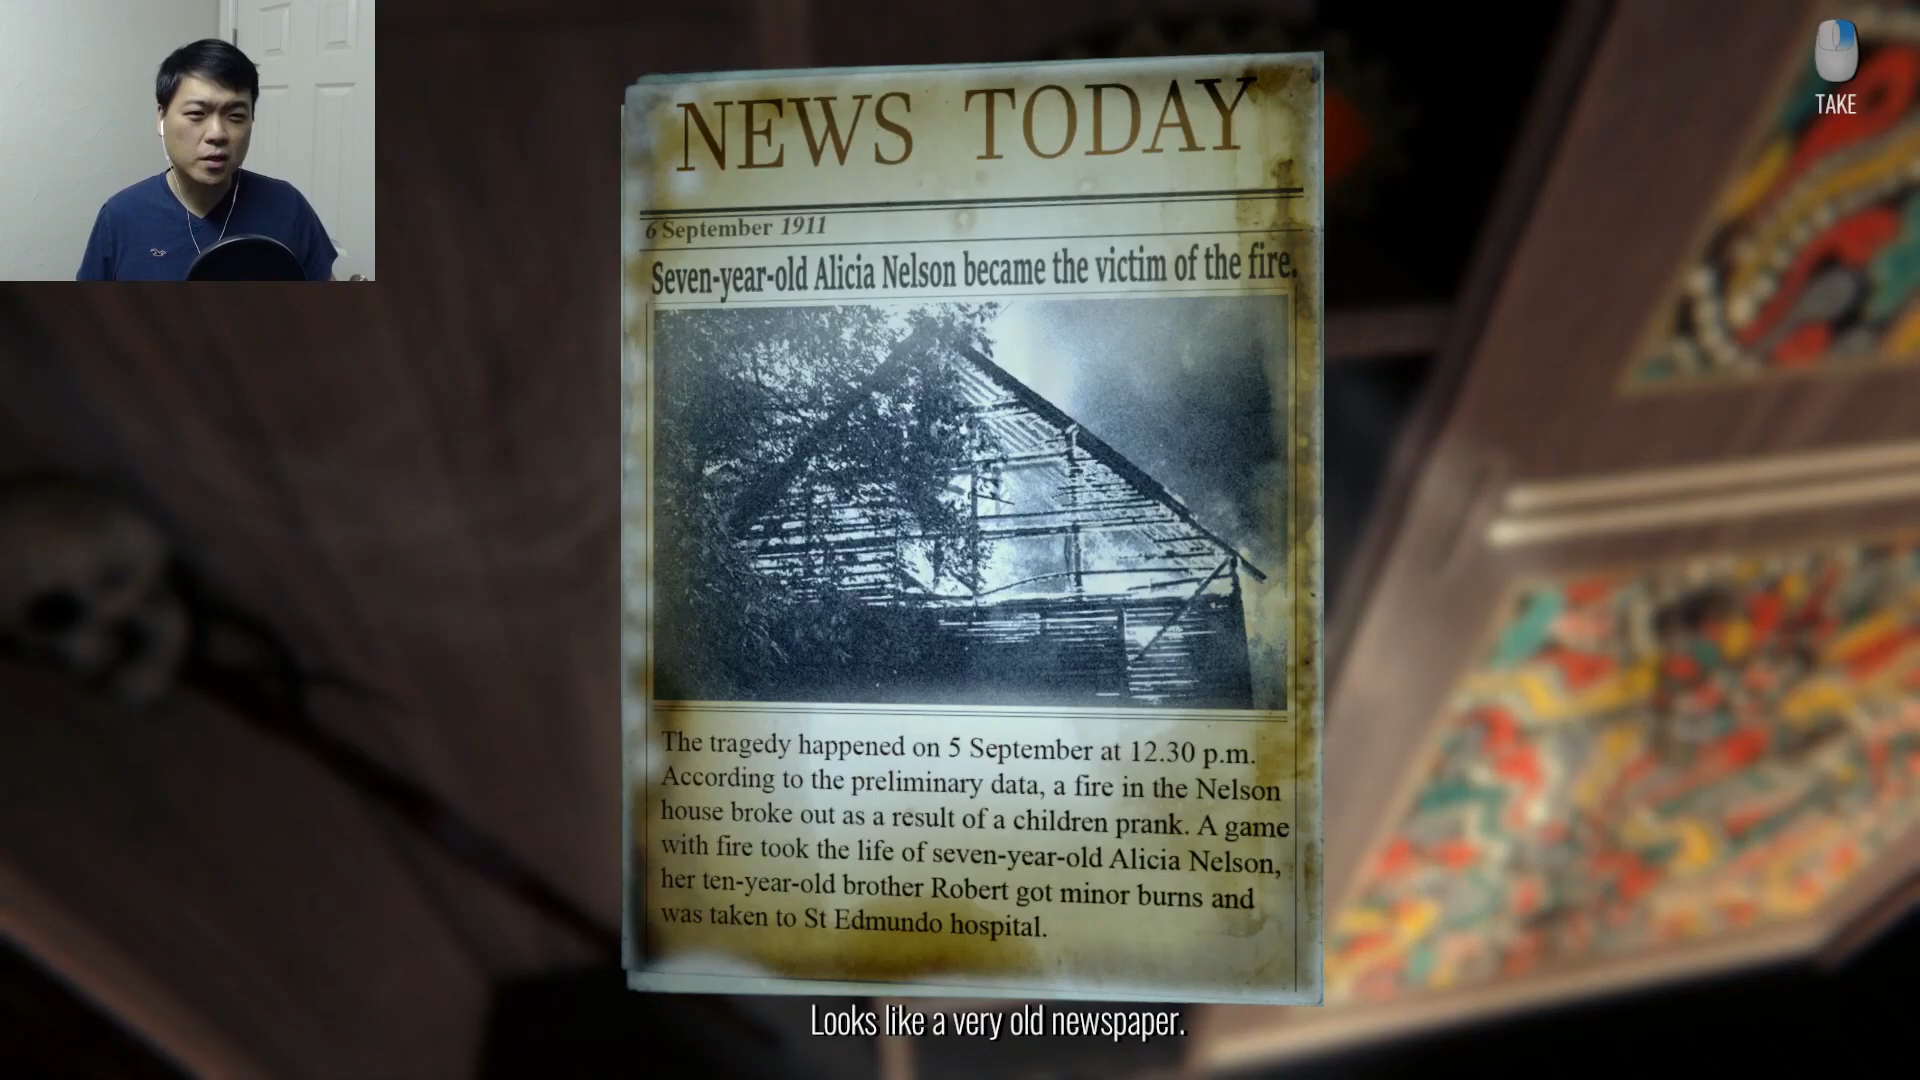 NEWS TODAY
6 September 1911
Seven-year-old Alicia Nelson became the victim of the fire.
The tragedy happened on 5 September at 12.30 p.m.
According to the preliminary data, a fire in the Nelson
house broke out as a result of a children prank. A game
with fire took the life of seven-year-old Alicia Nelson,
her ten-year-old brother Robert got minor burns and
was taken to St Edmundo hospital.
Looks like a very old newspaper.
TAKE